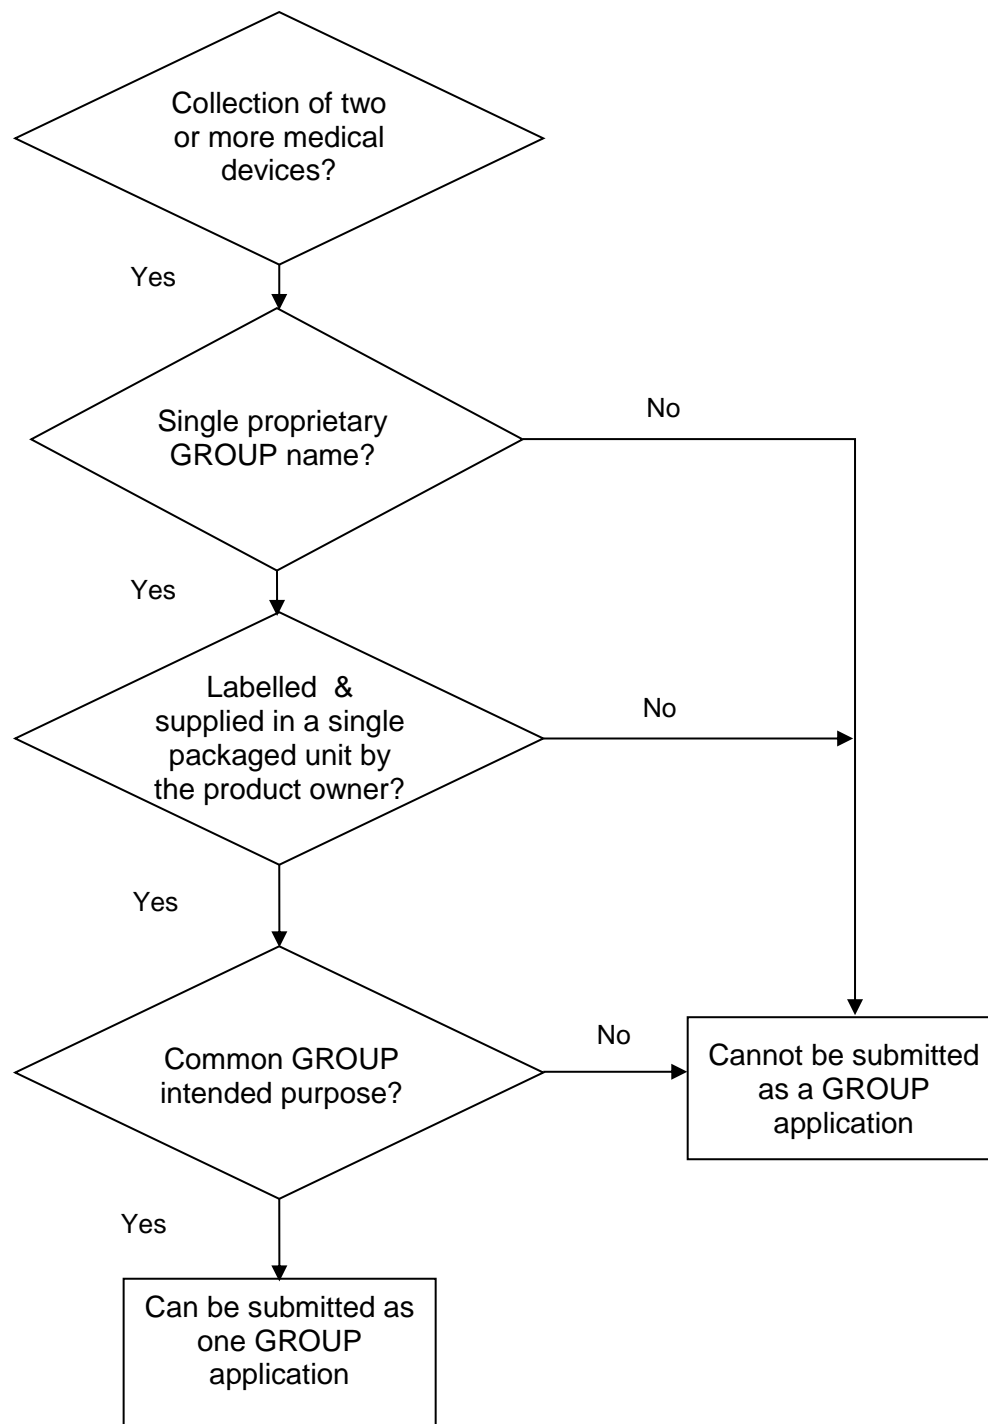 Collection of two
or more medical
devices?
Yes
Single proprietary
GROUP name?
No
Yes
Labelled  &
supplied in a single
packaged unit by
the product owner?
No
Yes
Common GROUP
intended purpose?
No
Cannot be submitted
as a GROUP
application
Yes
Can be submitted as
one GROUP
application